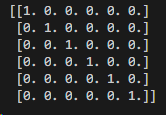 [[1. 0. 0. 0. 0. 0.]
[0. 1. 0. 0. 0. 0.]
[0. 0. 1. 0. 0. 0.]
[0. 0. 0. 1. 0. 0.]
[0. 0. 0. 0. 1. 0.]
[0. 0. 0. 0. 0. 1.]]